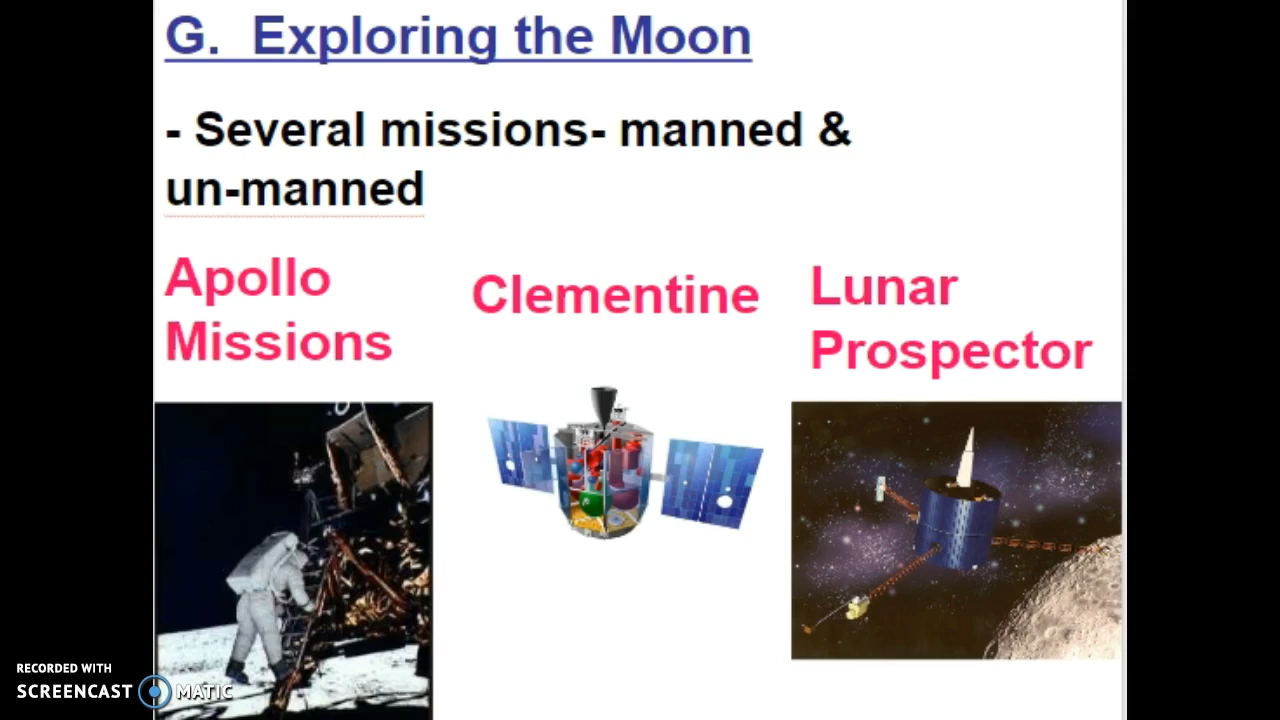 G. Exploring the Moon
- Several missions- manned &
un-manned
Apollo
Missions
Clementine
Lunar
Prospector
RECORDED WITH
SCREENCAST MATIC